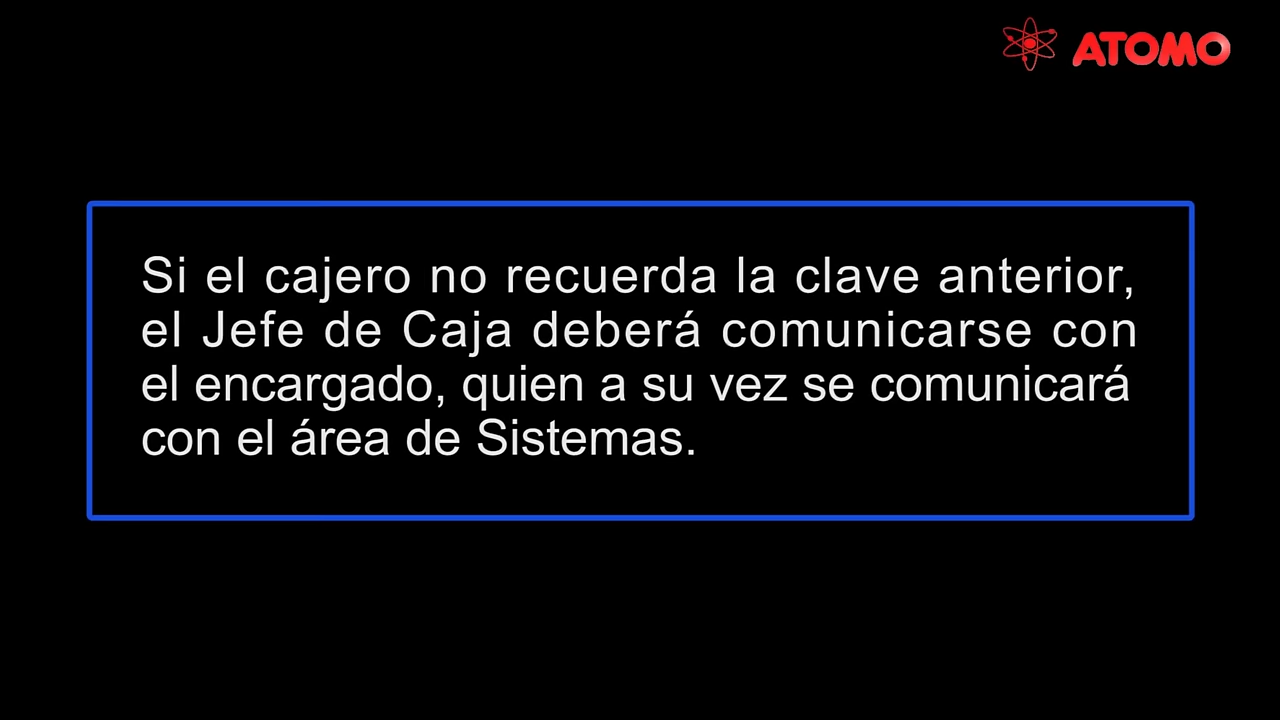 ATOMO
Si el cajero no recuerda la clave anterior,
el Jefe de Caja deberá comunicarse con
el encargado, quien a su vez se comunicará
con el área de Sistemas.